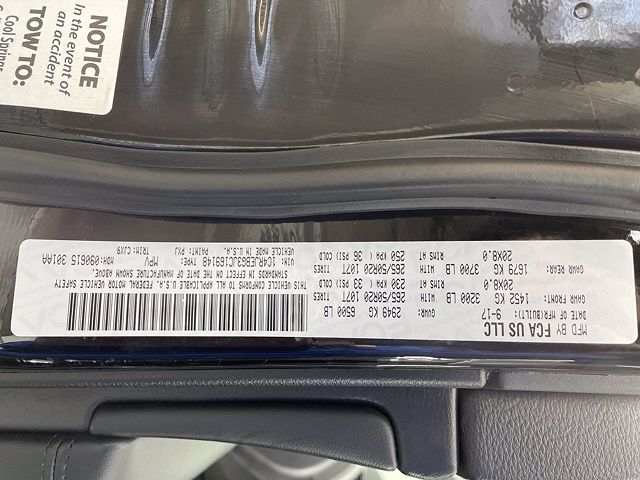 NOTICE
In the event of
an accident
TOW TO:
Cool Springs
MFD BY FCA US LLC
DATE OF MFR(BUILT): 9-17 GVWR: 2949 KG 6500 LB
GAWR FRONT: 1452 KG 3200 LB WITH 265/50R20 107T TIRES
20X8.0 RIMS AT 230 KPA( 33 PSI) COLD
GAWR REAR: 1679 KG 3700 LB WITH 265/50R20 107T TIRES
20X8.0 RIMS AT 250 KPA( 36 PSI) COLD
THIS VEHICLE CONFORMS TO ALL APPLICABLE U.S.A. FEDERAL MOTOR VEHICLE SAFETY
STANDARDS IN EFFECT ON THE DATE OF MANUFACTURE SHOWN ABOVE.
VIN: 1C4RJEBG3JC189148 TYPE: MPV MDH:090615 301AA
VEHICLE MADE IN U.S.A. PAINT: PXJ TRIM: CJX9